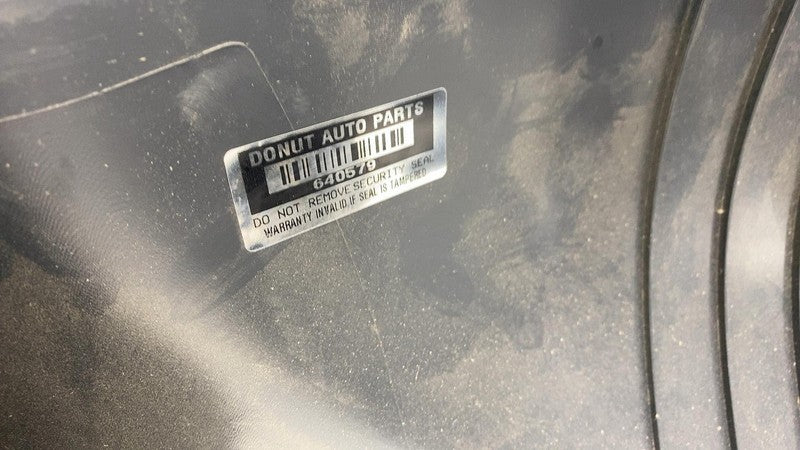 DONUT AUTO PARTS
640579
DO NOT REMOVE SECURITY SEAL
WARRANTY INVALID IF SEAL IS TAMPERED